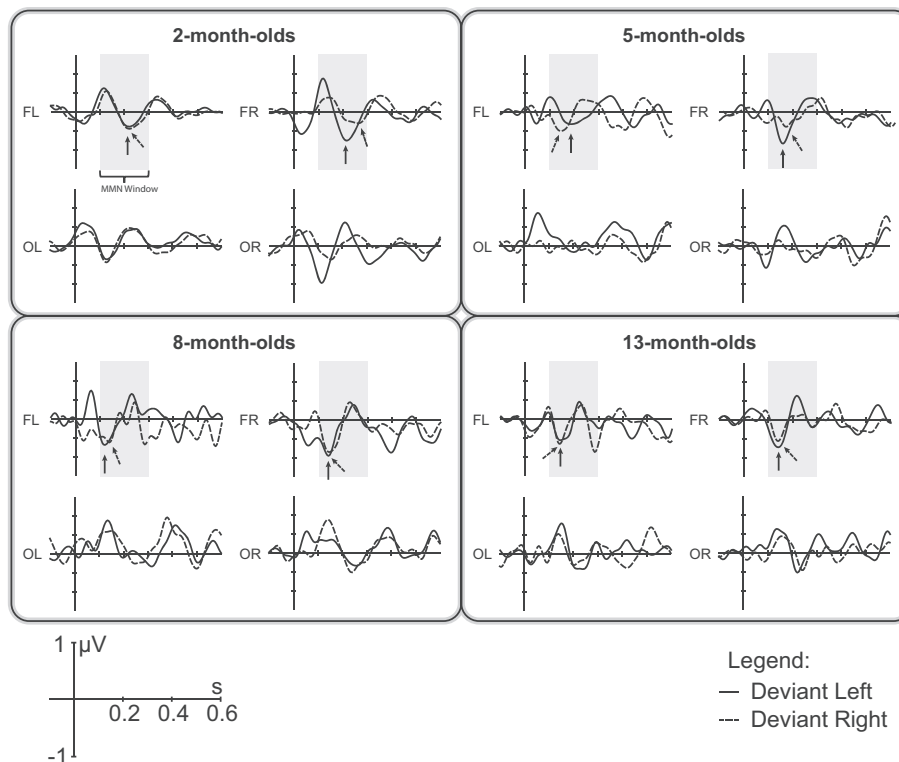 2-month-olds
5-month-olds
FL
FR
FL
FR
MMN Window
OL
OR
OL
OR
8-month-olds
13-month-olds
FL
FR
FL
FR
OL
OR
OL
OR
1 µV
s
0.2 0.4 0.6
-1
Legend:
Deviant Left
Deviant Right